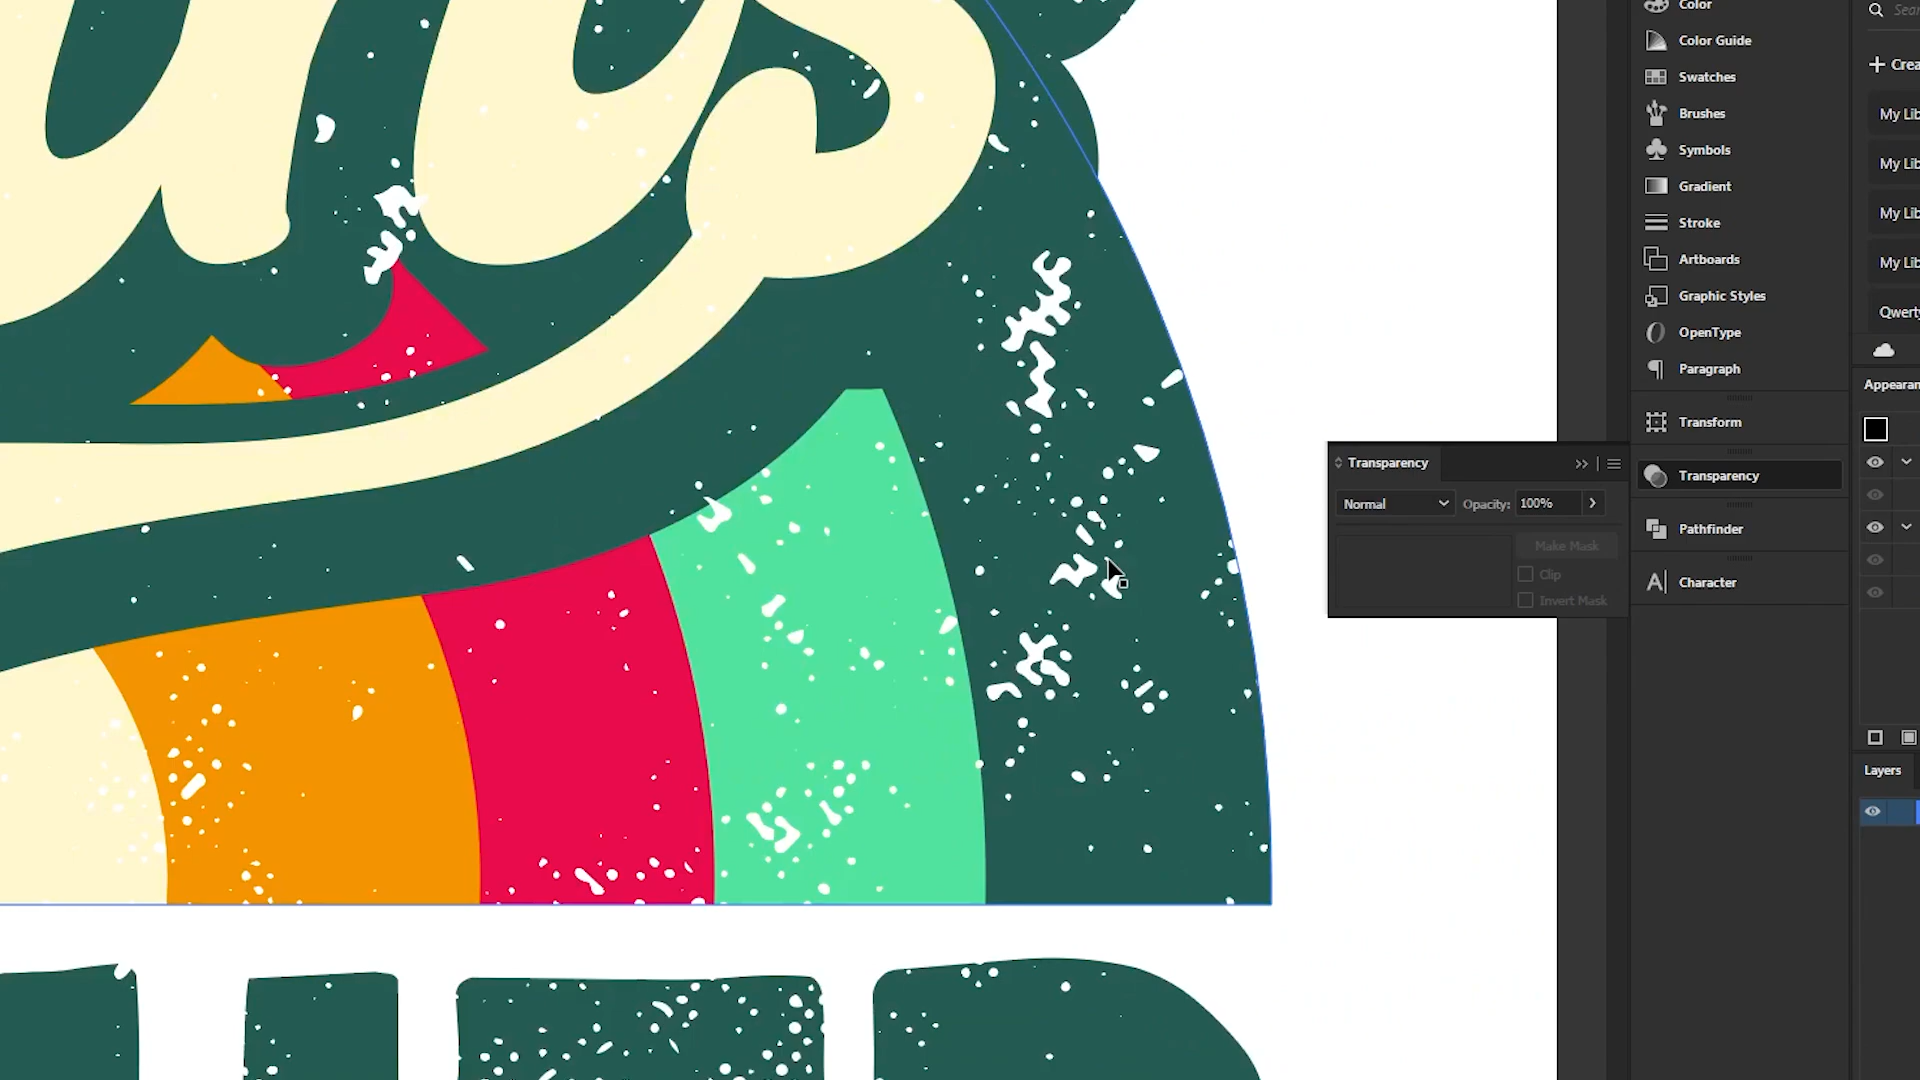 Color
Color Guide
Swatches
Brushes
Symbols
Gradient
Stroke
Artboards
Graphic Styles
OpenType
Paragraph
Transform
Transparency
Pathfinder
Character
Transparency
Normal
Opacity: 100%
Make Mask
Clip
Invert Mask
Sear
Crea
My Lib
My Lib
My Lib
My Lib
Qwerty
Appearan
Layers